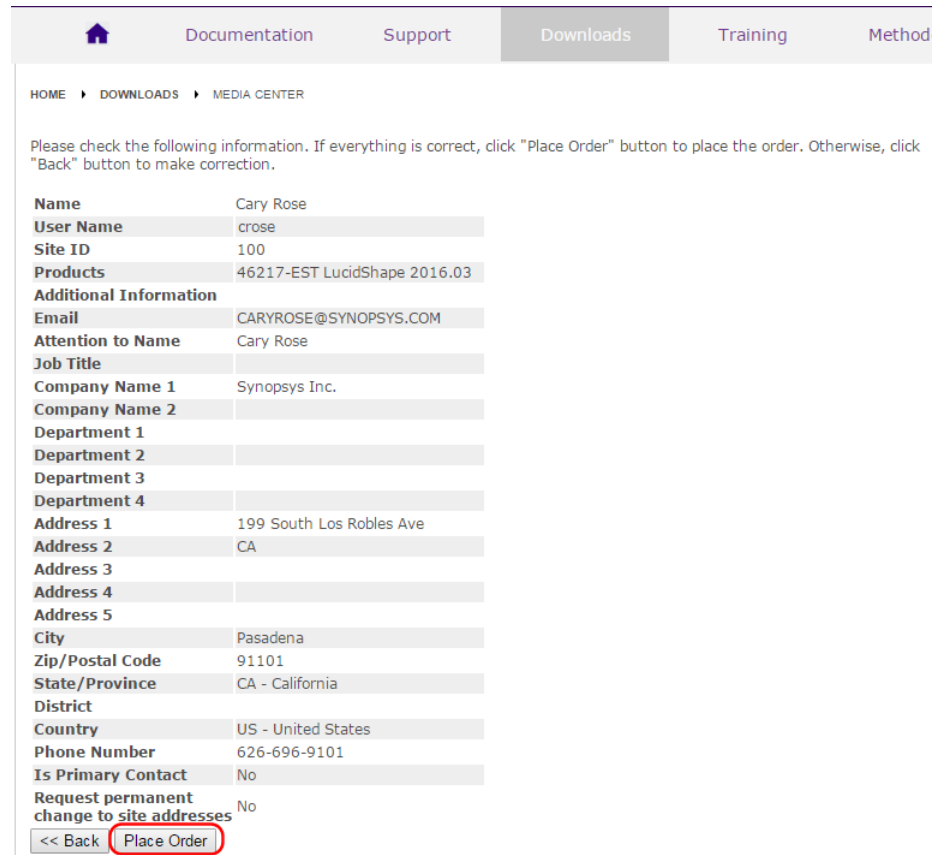 Documentation Support Downloads Training Method
HOME DOWNLOADS MEDIA CENTER
Please check the following information. If everything is correct, click "Place Order" button to place the order. Otherwise, click
"Back" button to make correction.
Name Cary Rose
User Name crose
Site ID 100
Products 46217-EST LucidShape 2016.03
Additional Information
Email CARYROSE@SYNOPSYS.COM
Attention to Name Cary Rose
Job Title
Company Name 1 Synopsys Inc.
Company Name 2
Department 1
Department 2
Department 3
Department 4
Address 1 199 South Los Robles Ave
Address 2 CA
Address 3
Address 4
Address 5
City Pasadena
Zip/Postal Code 91101
State/Province CA - California
District
Country US - United States
Phone Number 626-696-9101
Is Primary Contact No
Request permanent
change to site addresses No
<< Back Place Order